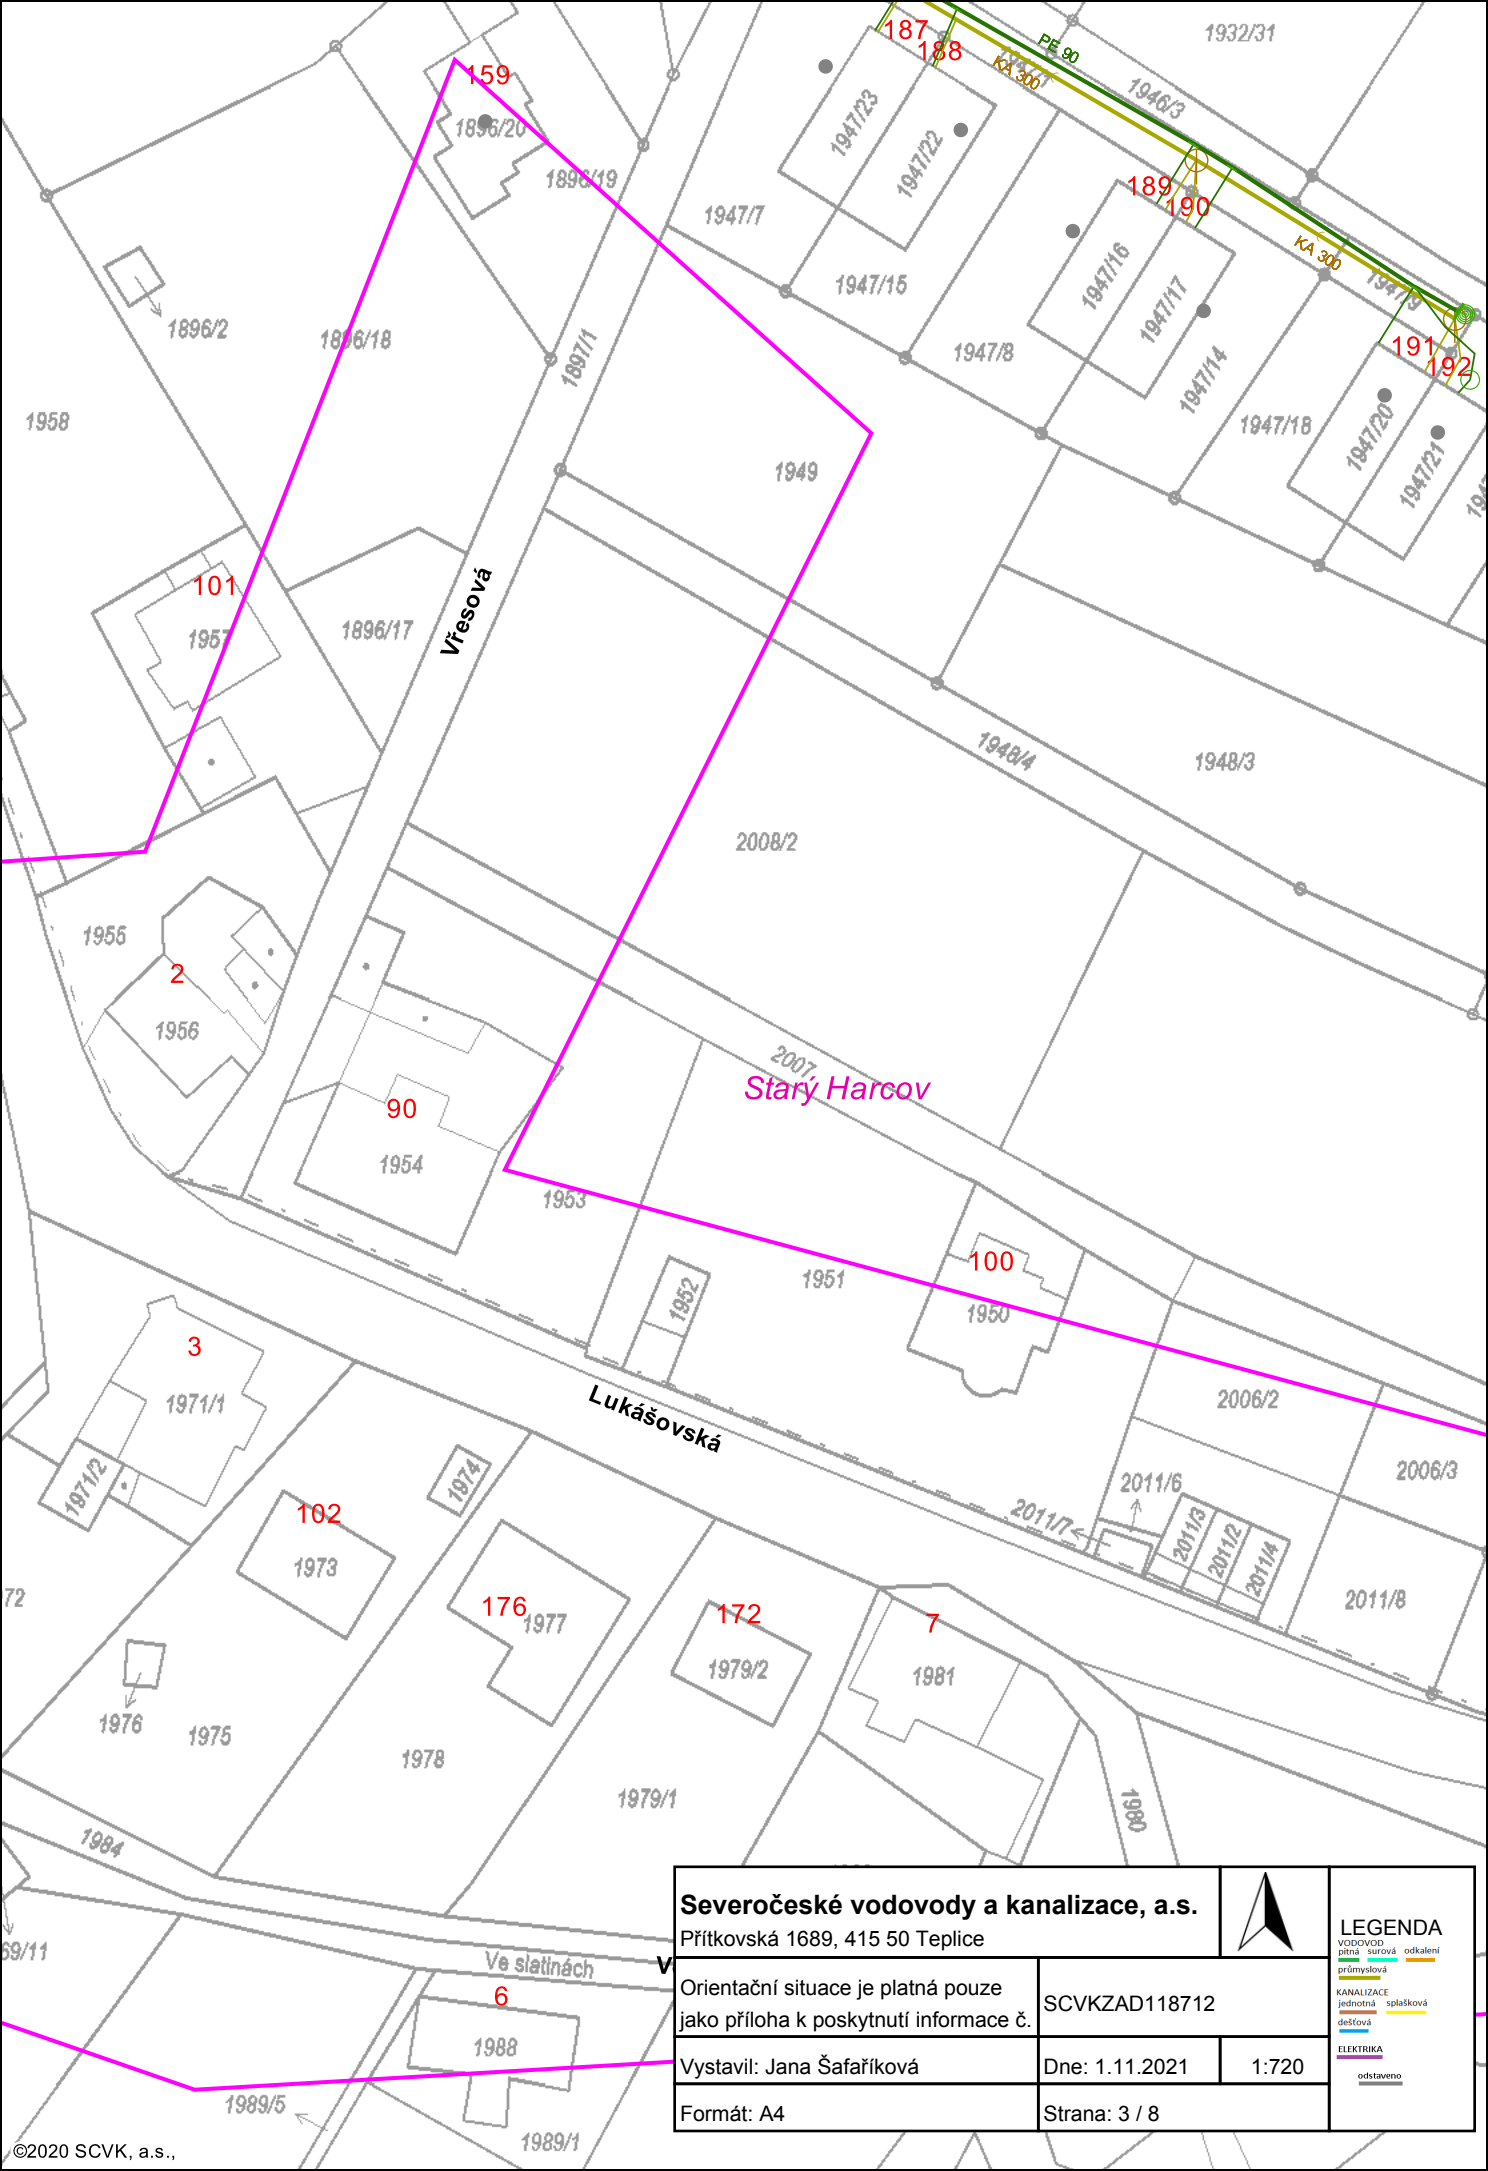 187
188
PE 90
KA 300
1932/31
1946/3
159
1896/20
1896/19
1947/23
1947/22
1947/7
189
190
KA 300
1947/9
1947/15
1947/16
1947/17
1896/2
1896/18
1897/1
1947/8
1947/14
191
192
1958
1949
1947/18
1947/20
1947/21
101
1957
1896/17
Vřesová
1948/4
1948/3
2008/2
1955
2
1956
2007
Starý Harcov
90
1954
1953
1952
1951
100
1950
3
1971/1
Lukášovská
2006/2
2006/3
1971/2
1974
102
1973
2011/6
2011/7
2011/3
2011/2
2011/4
2011/8
72
176
1977
172
1979/2
7
1981
1976
1975
1978
1979/1
1980
1984
69/11
Ve slatinách
V
6
1988
1989/5
1989/1
Severočeské vodovody a kanalizace, a.s.
Přítkovská 1689, 415 50 Teplice
Orientační situace je platná pouze
jako příloha k poskytnutí informace č.
SCVKZAD118712
Vystavil: Jana Šafaříková
Dne: 1.11.2021
1:720
Formát: A4
Strana: 3 / 8
LEGENDA
VODOVOD
pitná surová odkalení
průmyslová
KANALIZACE
jednotná splašková
dešťová
ELEKTRIKA
odstaveno
©2020 SCVK, a.s.,